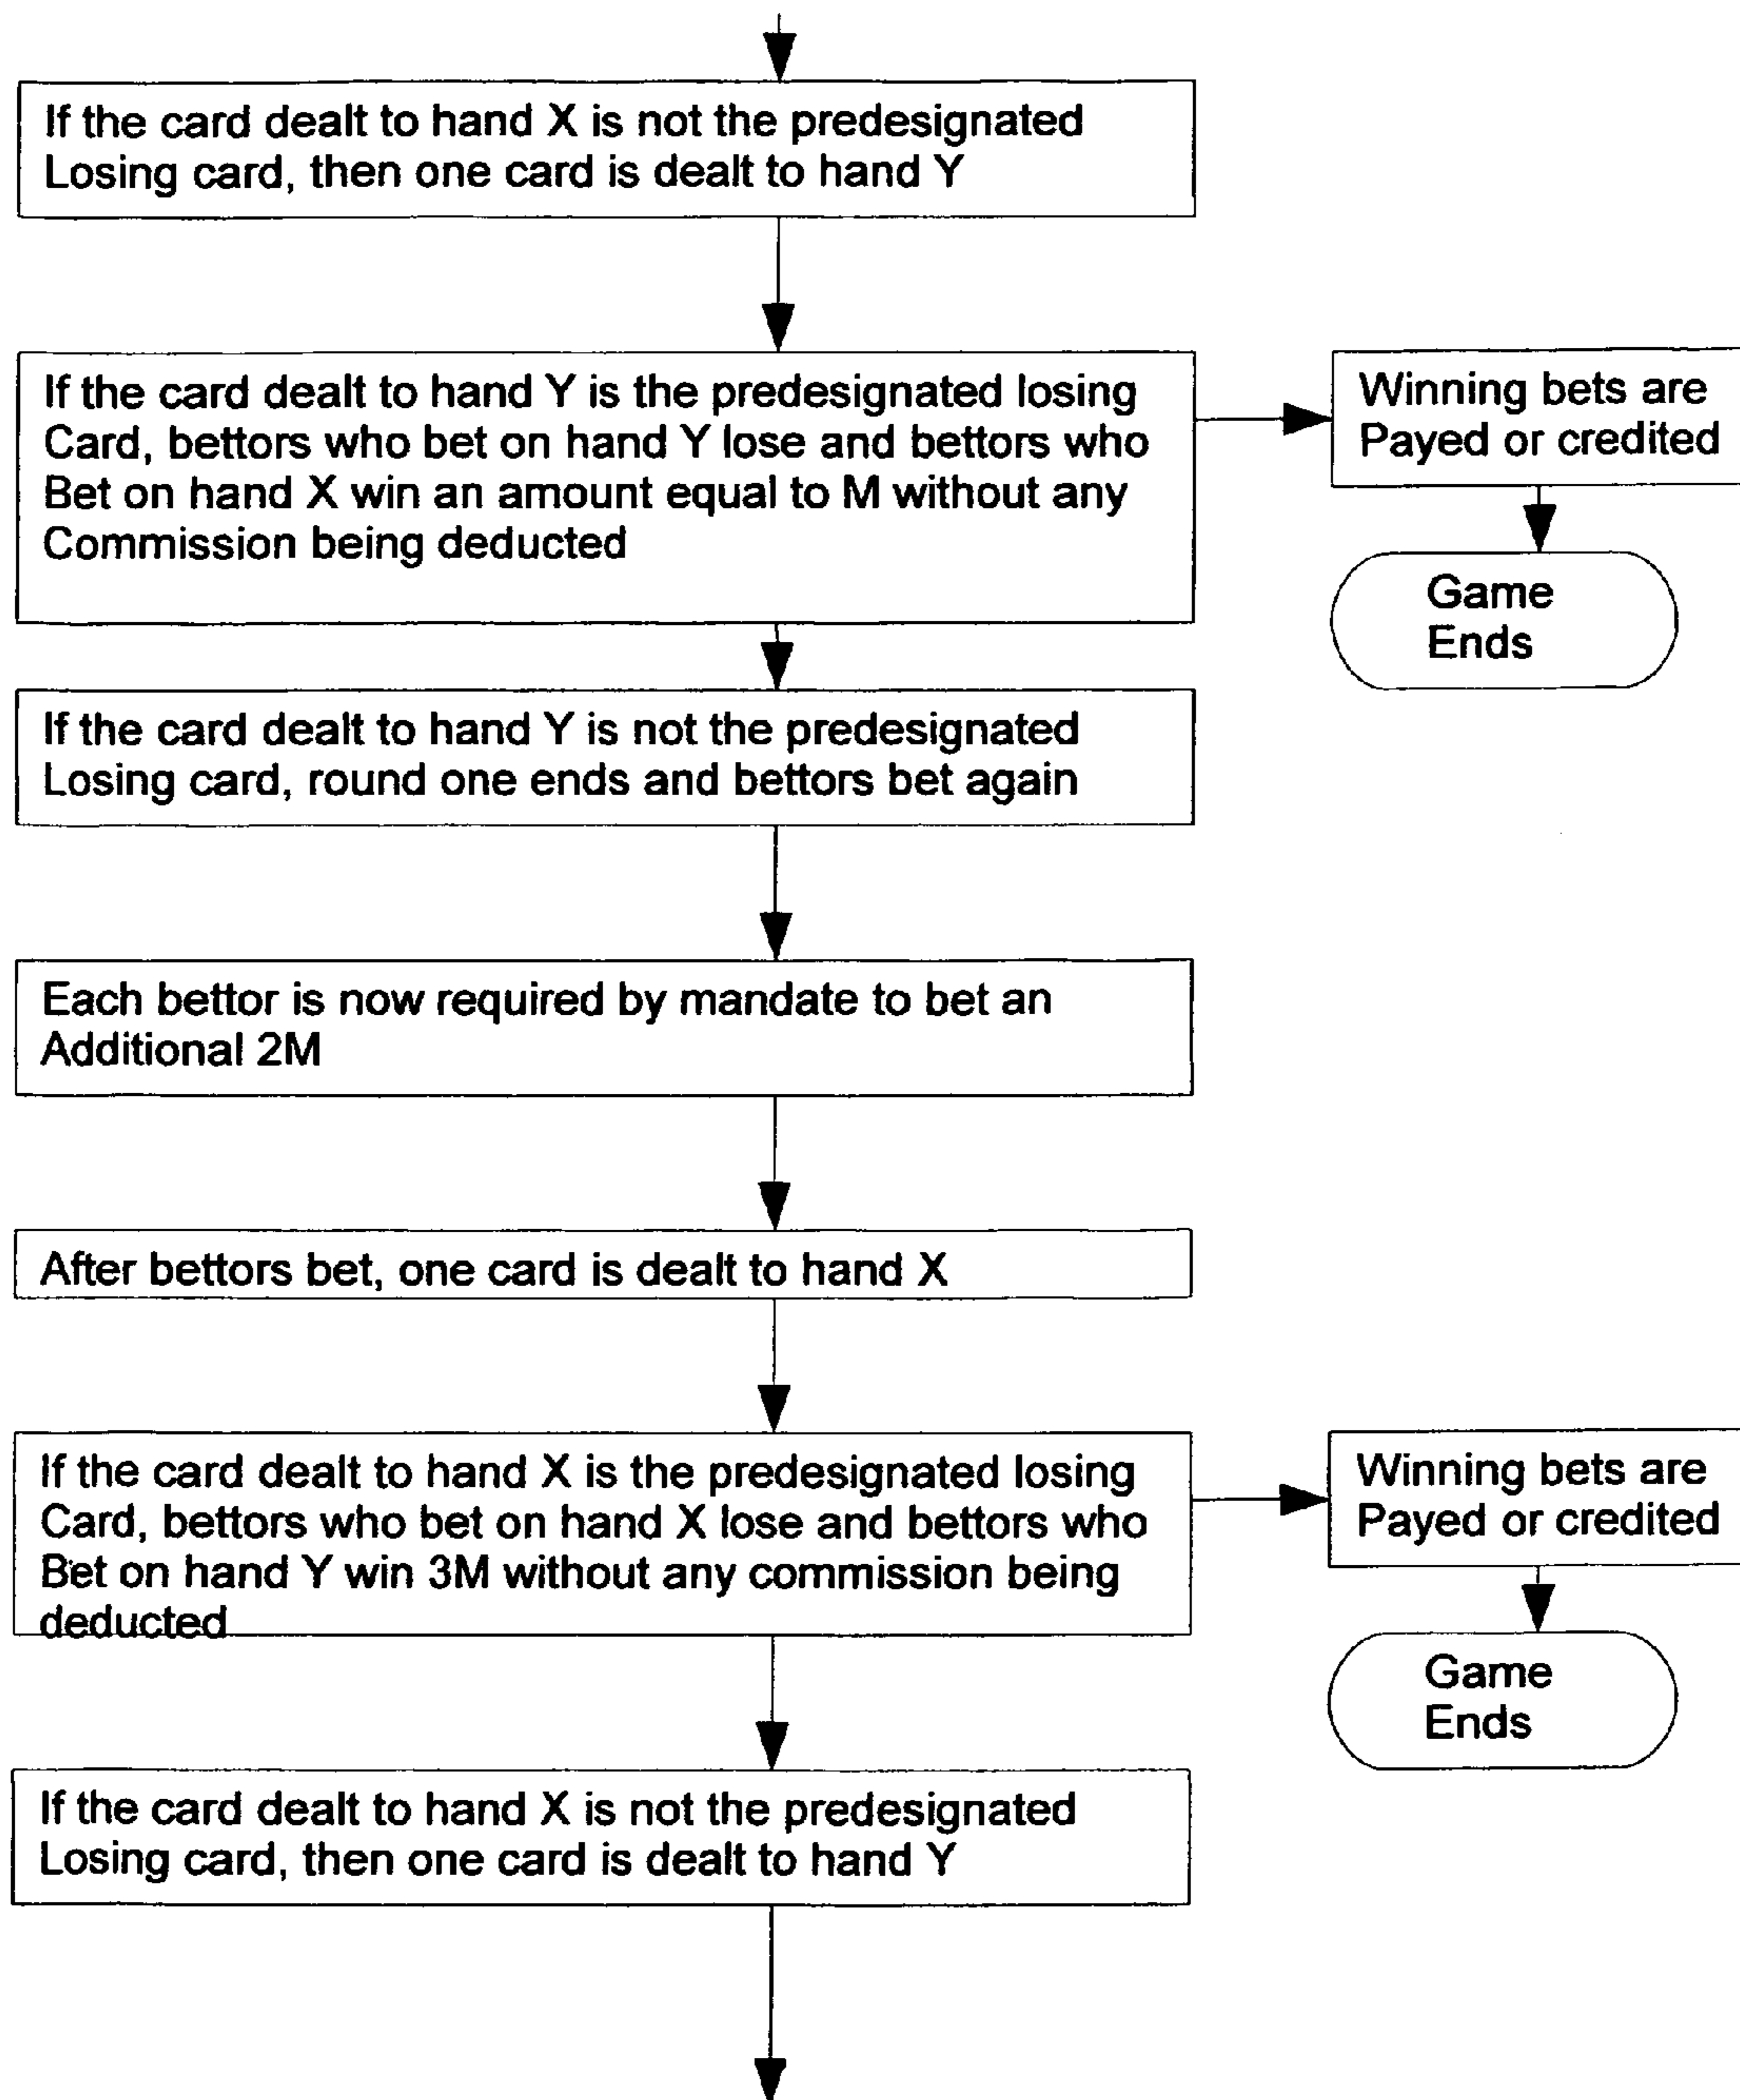 If the card dealt to hand X is not the predesignated
Losing card, then one card is dealt to hand Y
If the card dealt to hand Y is the predesignated losing
Card, bettors who bet on hand Y lose and bettors who
Bet on hand X win an amount equal to M without any
Commission being deducted
Winning bets are
Payed or credited
Game
Ends
If the card dealt to hand Y is not the predesignated
Losing card, round one ends and bettors bet again
Each bettor is now required by mandate to bet an
Additional 2M
After bettors bet, one card is dealt to hand X
If the card dealt to hand X is the predesignated losing
Card, bettors who bet on hand X lose and bettors who
Bet on hand Y win 3M without any commission being
deducted
Winning bets are
Payed or credited
Game
Ends
If the card dealt to hand X is not the predesignated
Losing card, then one card is dealt to hand Y